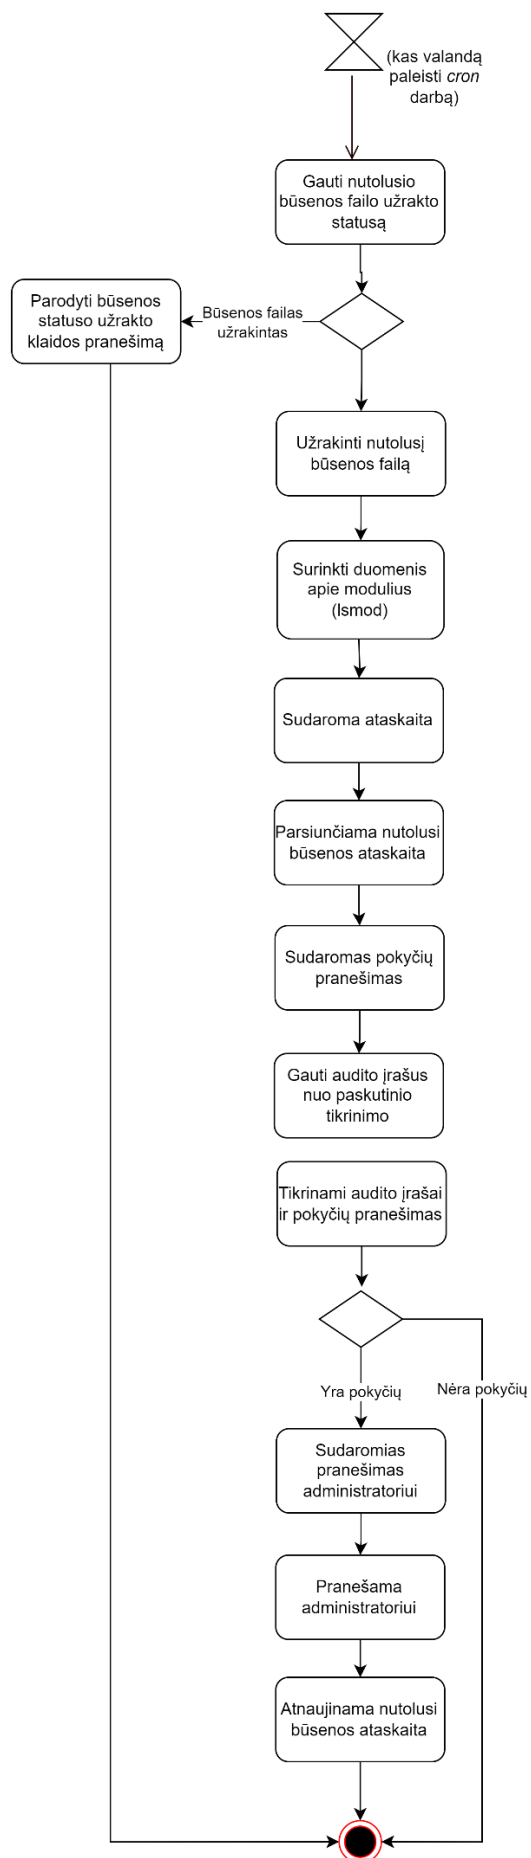 (kas valandą
paleisti cron
darbą)
Gauti nutolusio
būsenos failo užrakto
statusą
Parodyti būsenos
statuso užrakto
klaidos pranešimą
Būsenos failas
užrakintas
Užrakinti nutolusį
būsenos failą
Surinkti duomenis
apie modulius
(lsmod)
Sudaroma ataskaita
Parsiunčiama nutolusi
būsenos ataskaita
Sudaromas pokyčių
pranešimas
Gauti audito įrašus
nuo paskutinio
tikrinimo
Tikrinami audito įrašai
ir pokyčių pranešimas
Yra pokyčių
Nėra pokyčių
Sudaromias
pranešimas
administratoriui
Pranešama
administratoriui
Atnaujinama nutolusi
būsenos ataskaita